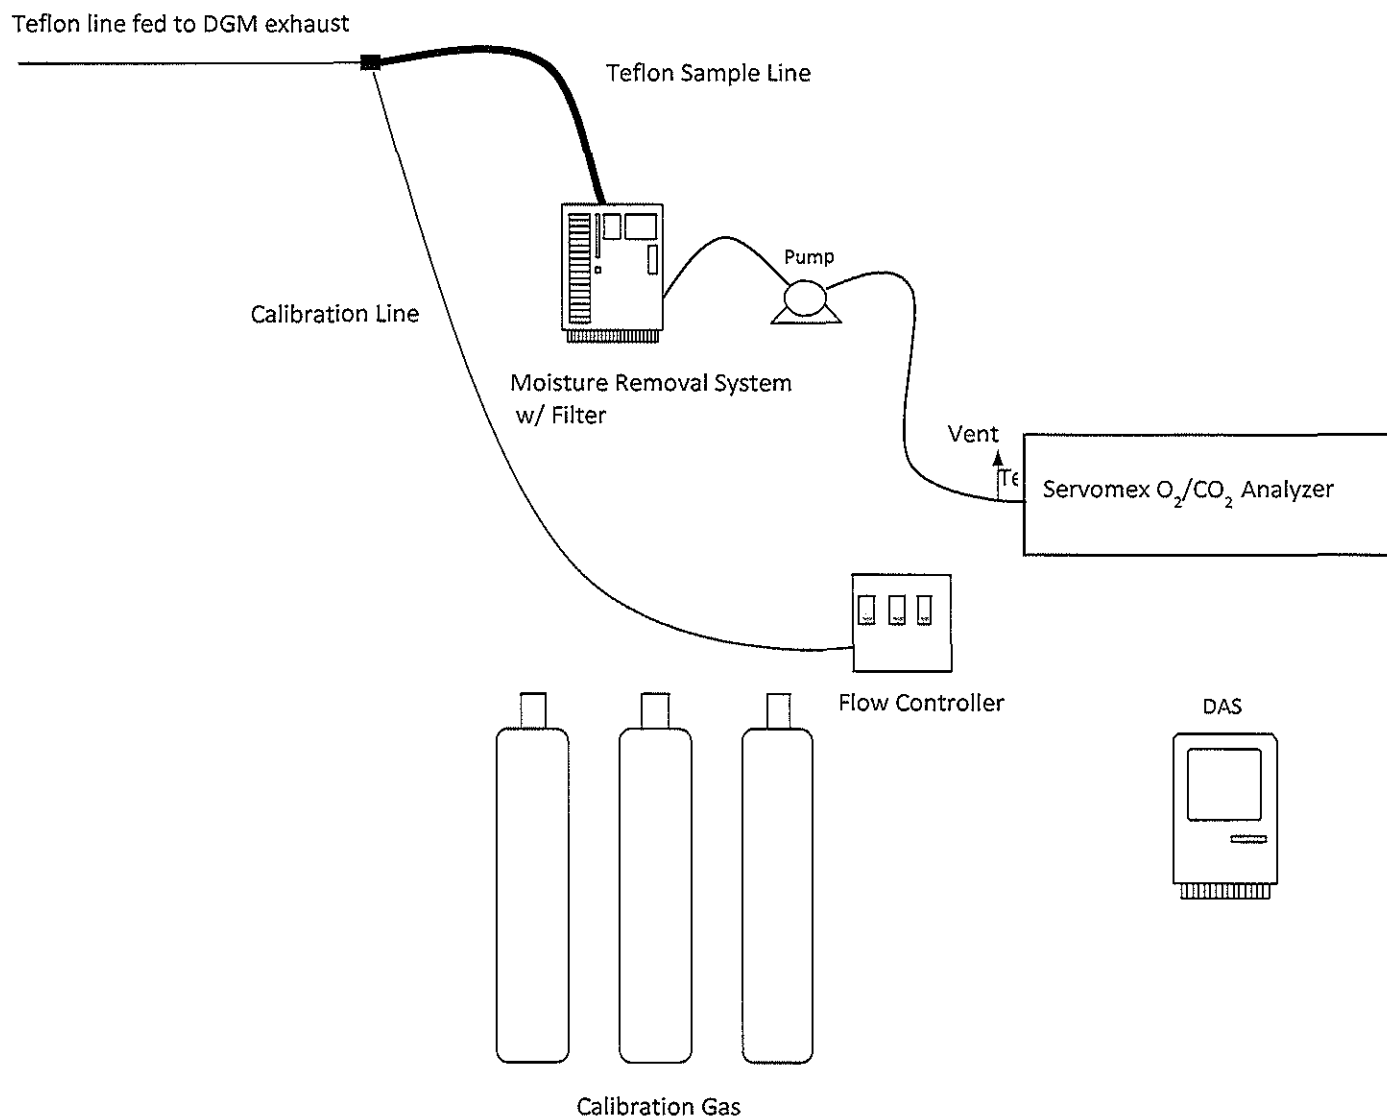 Teflon line fed to DGM exhaust
Teflon Sample Line
Pump
Calibration Line
Moisture Removal System
w/ Filter
Vent
Te
Servomex O₂/CO₂ Analyzer
Flow Controller
DAS
Calibration Gas